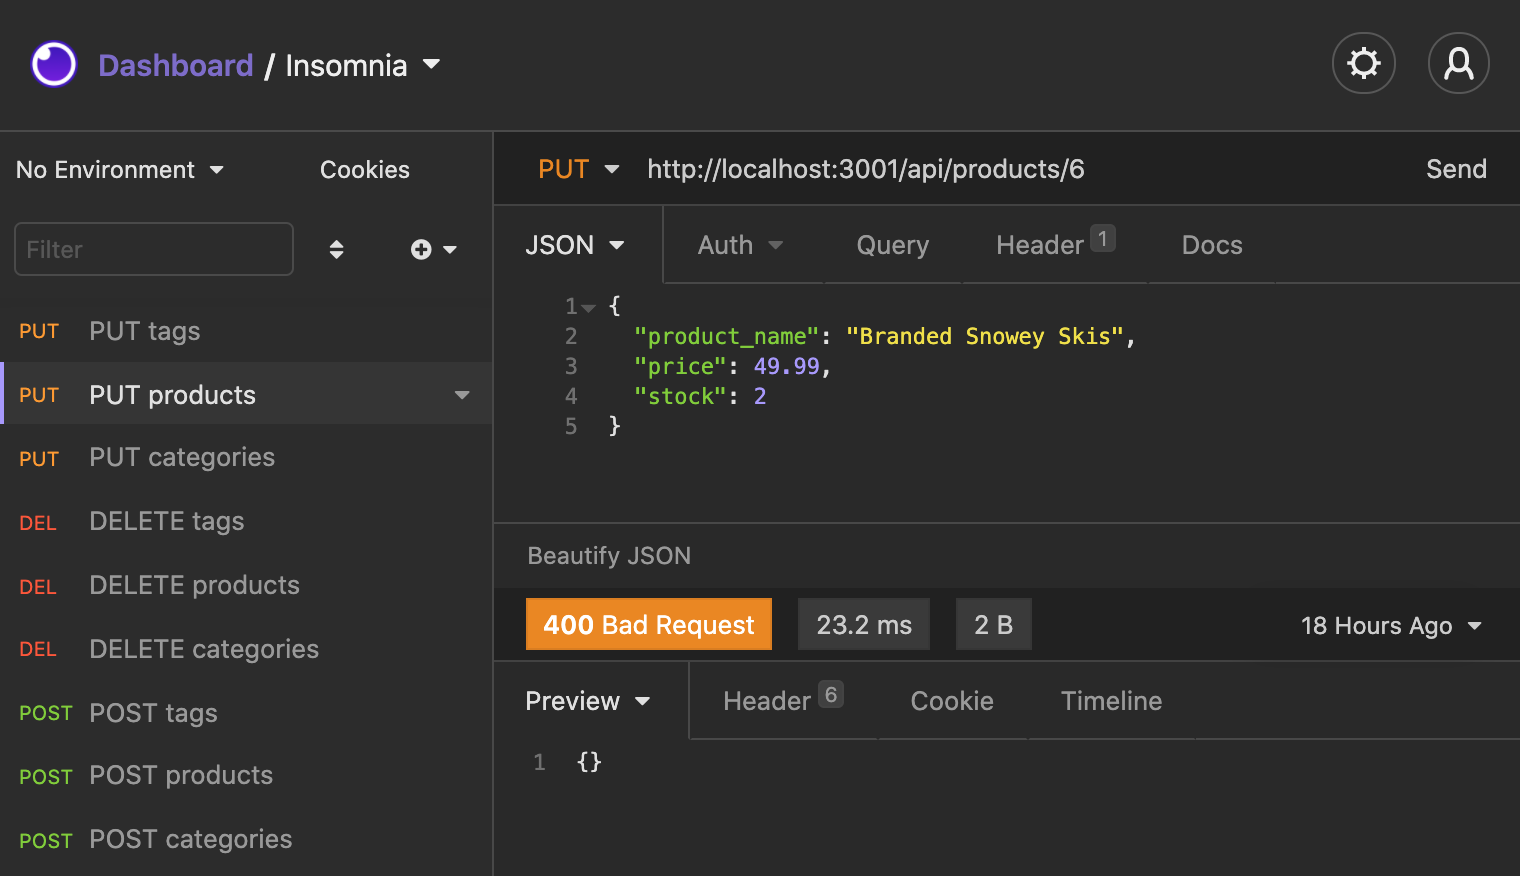 Dashboard / Insomnia
No Environment Cookies
Filter
PUT PUT tags
PUT PUT products
PUT PUT categories
DEL DELETE tags
DEL DELETE products
DEL DELETE categories
POST POST tags
POST POST products
POST POST categories
PUT http://localhost:3001/api/products/6 Send
JSON Auth Query Header 1 Docs
1 {
2 "product_name": "Branded Snowey Skis",
3 "price": 49.99,
4 "stock": 2
5 }
Beautify JSON
400 Bad Request 23.2 ms 2 B 18 Hours Ago
Preview Header 6 Cookie Timeline
1 {}